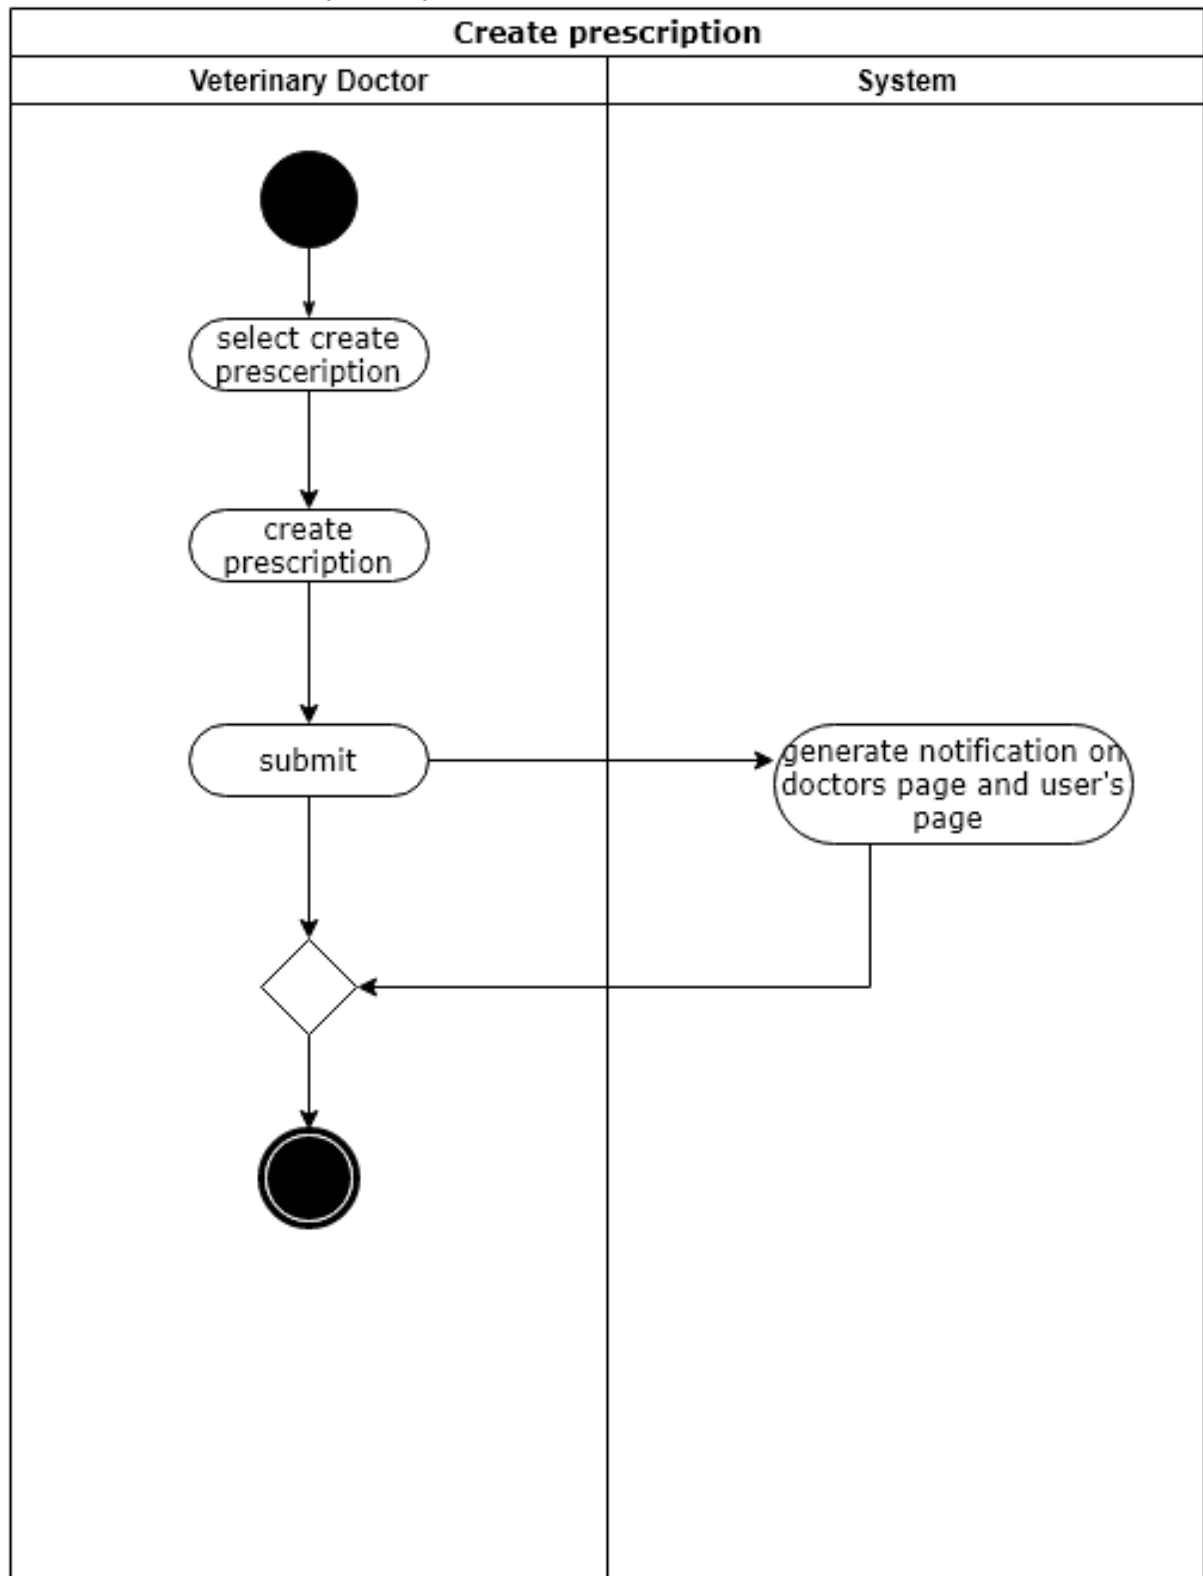 Create prescription
Veterinary Doctor
System
select create
presceription
create
prescription
submit
generate notification on
doctors page and user's
page